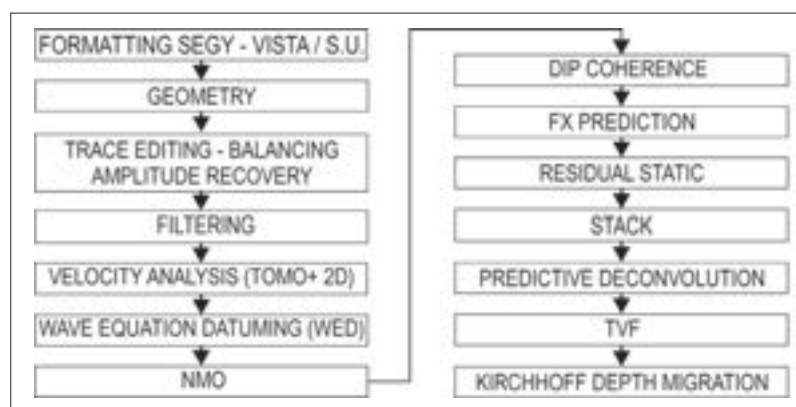 FORMATTING SEGY - VISTA / S.U.
GEOMETRY
TRACE EDITING - BALANCING
AMPLITUDE RECOVERY
FILTERING
VELOCITY ANALYSIS (TOMO+ 2D)
WAVE EQUATION DATUMING (WED)
NMO
DIP COHERENCE
FX PREDICTION
RESIDUAL STATIC
STACK
PREDICTIVE DECONVOLUTION
TVF
KIRCHHOFF DEPTH MIGRATION